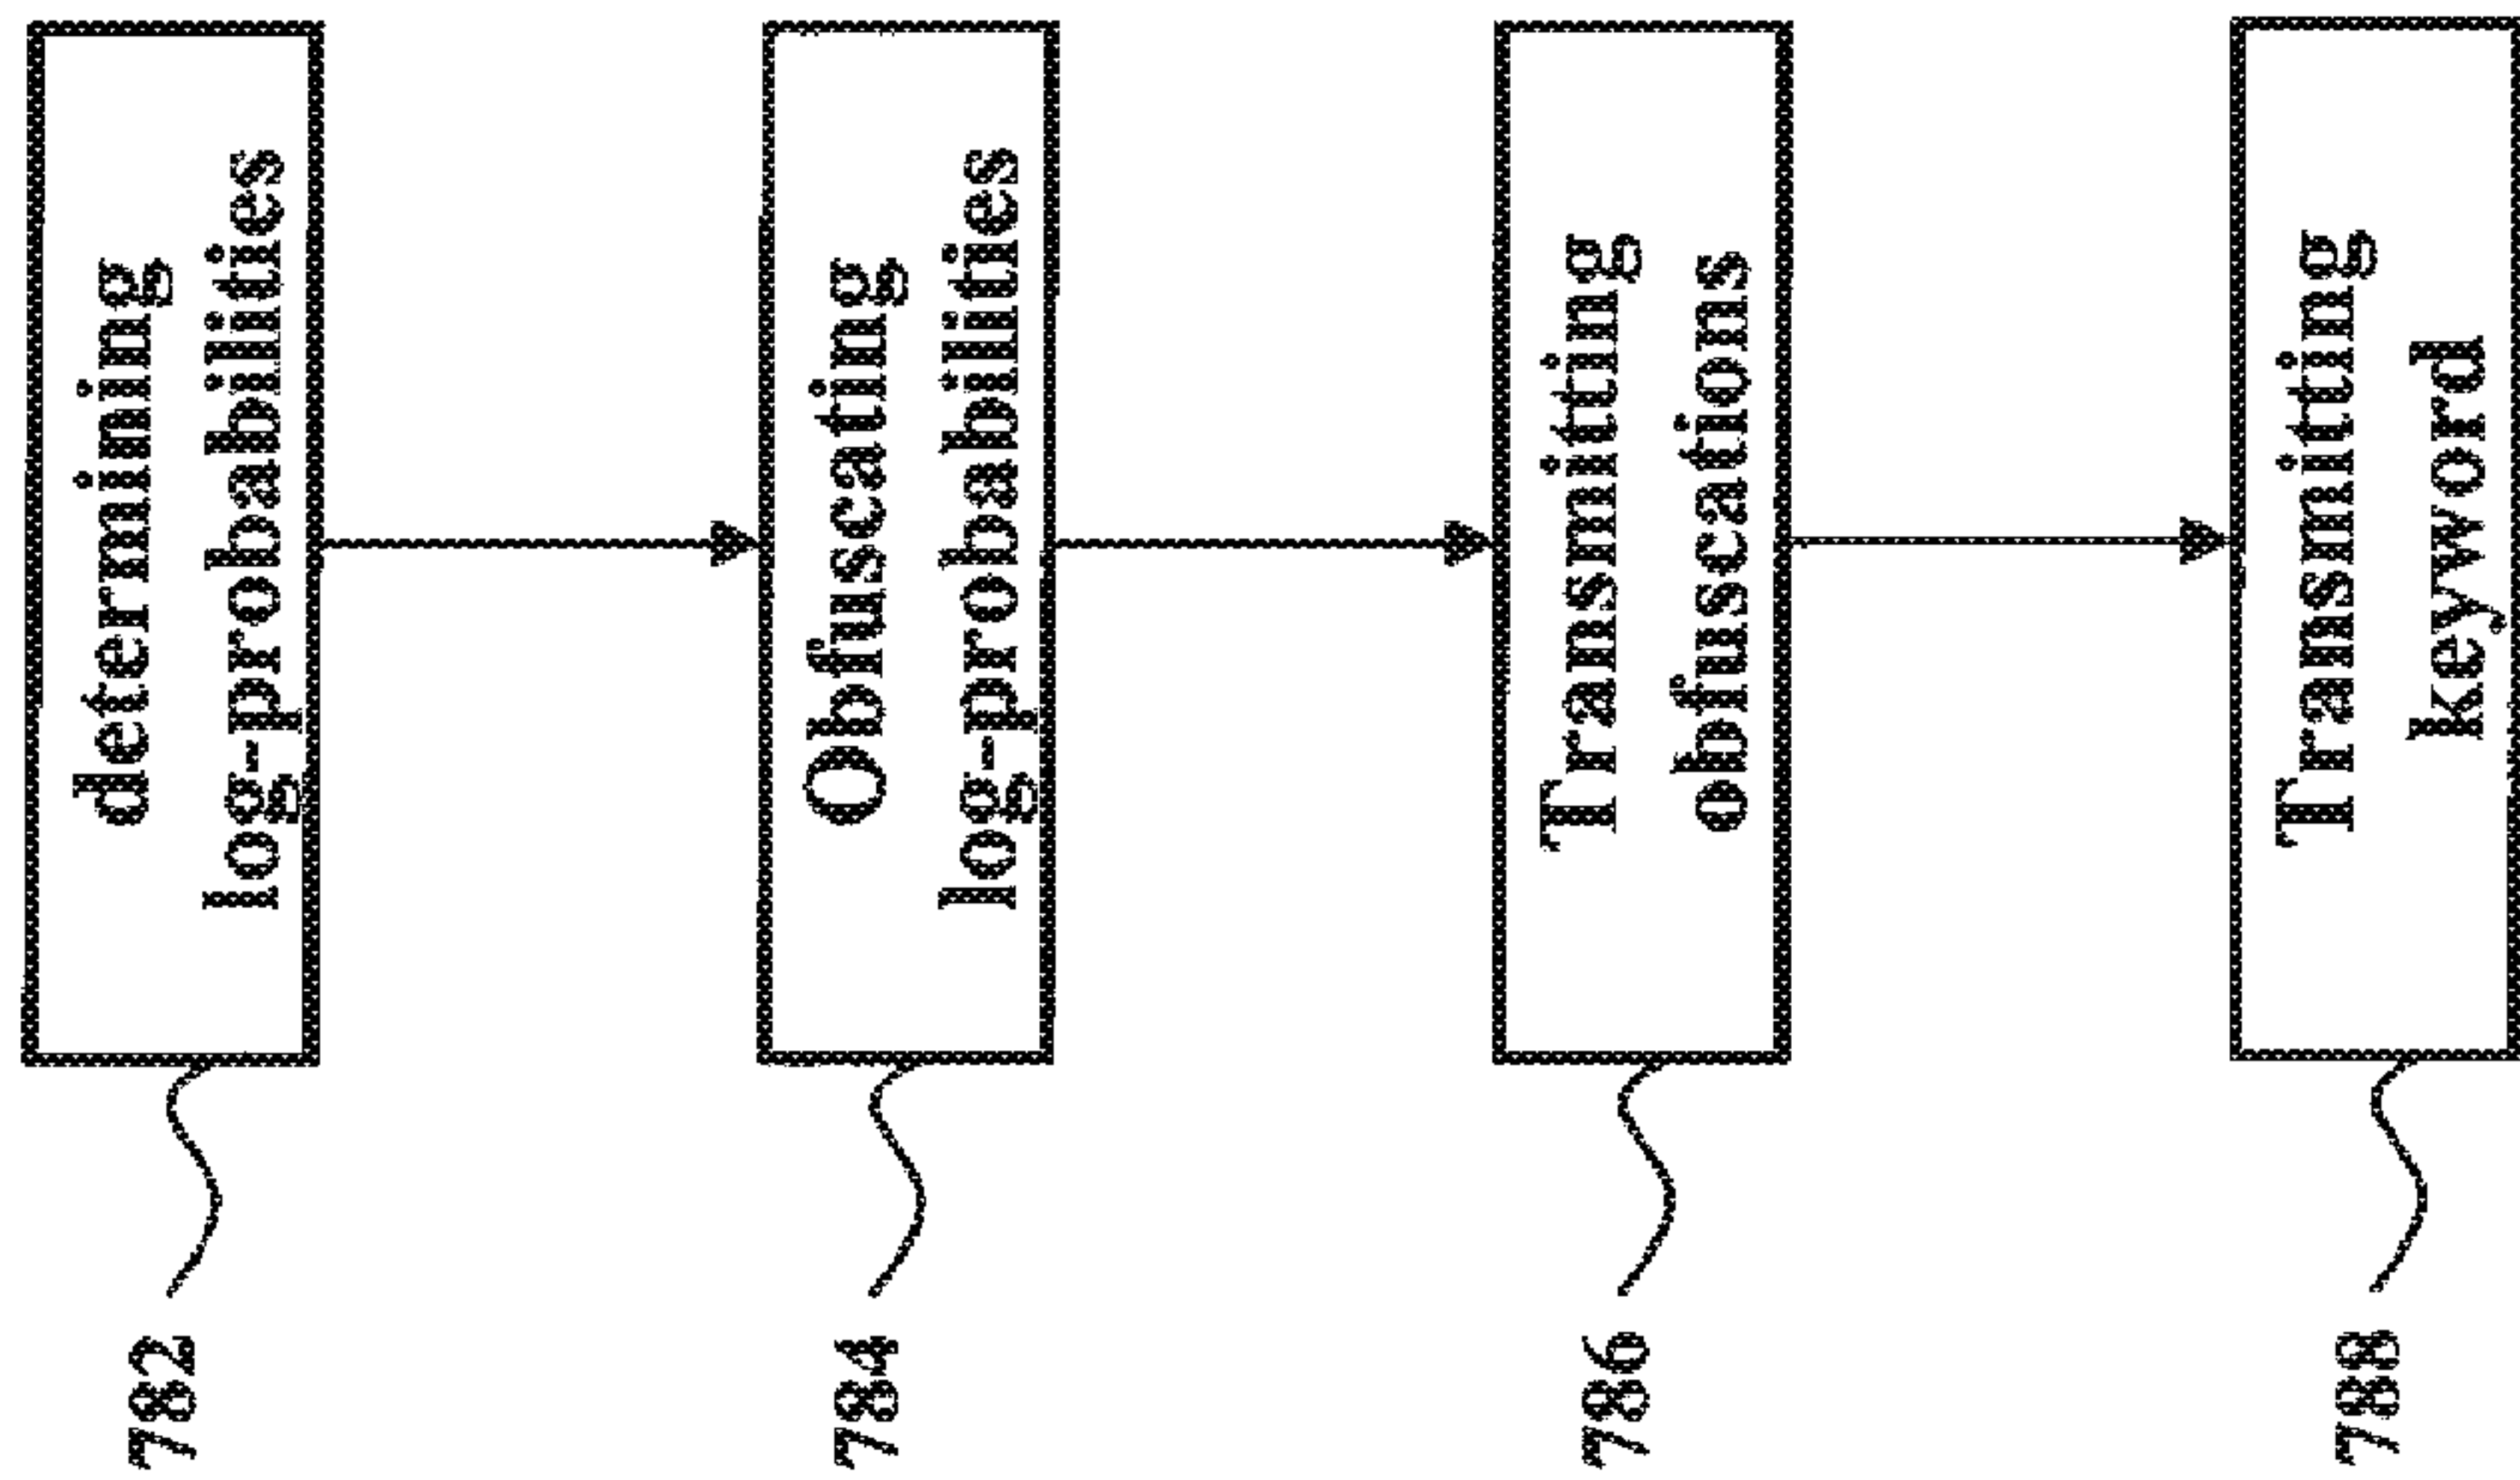 782
determining
log-probabilities
784
Obfuscating
log-probabilities
786
Transmitting
obfuscations
788
Transmitting
keyword